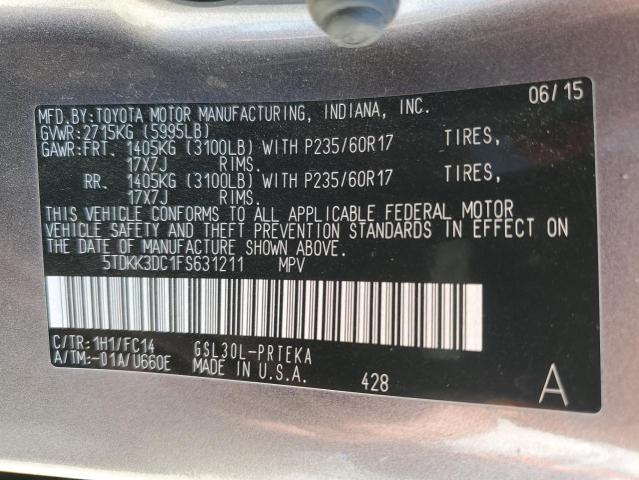 MFD.BY:TOYOTA MOTOR MANUFACTURING, INDIANA, INC. 06/15
GVWR:2715KG (5995LB)
GAWR:FRT. 1405KG (3100LB) WITH P235/60R17 TIRES,
17X7J RIMS.
RR. 1405KG (3100LB) WITH P235/60R17 TIRES,
17X7J RIMS.
THIS VEHICLE CONFORMS TO ALL APPLICABLE FEDERAL MOTOR
VEHICLE SAFETY AND THEFT PREVENTION STANDARDS IN EFFECT ON
THE DATE OF MANUFACTURE SHOWN ABOVE.
5TDKK3DC1FS631211 MPV
C/TR:1H1/FC14 GSL30L-PRTEKA
A/TM:-01A/U660E MADE IN U.S.A. 428 A